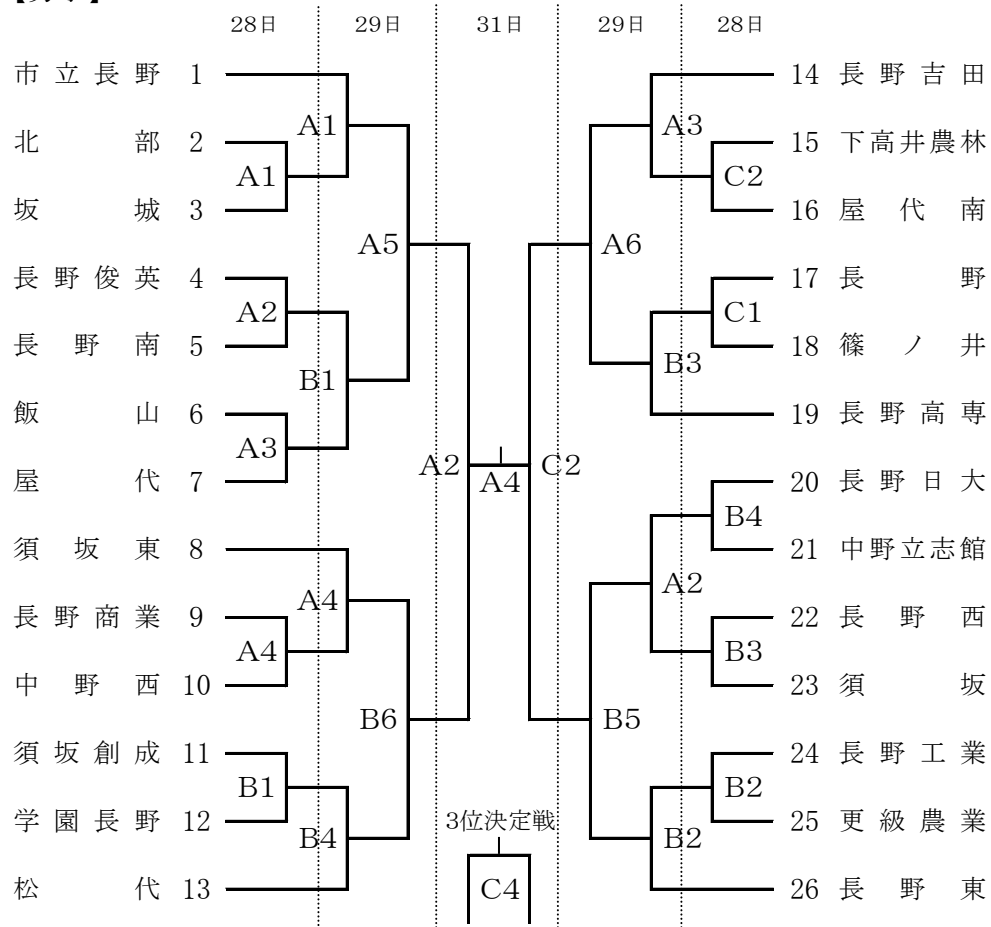 28日 29日 31日 29日 28日
市立長野 1
北部 2
坂城 3
長野俊英 4
長野南 5
飯山 6
屋代 7
須坂東 8
長野商業 9
中野西 10
須坂創成 11
学園長野 12
松代 13
A1
A1
A2
B1
A3
A5
A4
A4
B1
B4
B6
A2
A4
C2
3位決定戦
C4
A6
B5
A3
C2
C1
B3
B4
A2
B3
B2
B2
14 長野吉田
15 下高井農林
16 屋代南
17 長野
18 篠ノ井
19 長野高専
20 長野日大
21 中野立志館
22 長野西
23 須坂
24 長野工業
25 更級農業
26 長野東